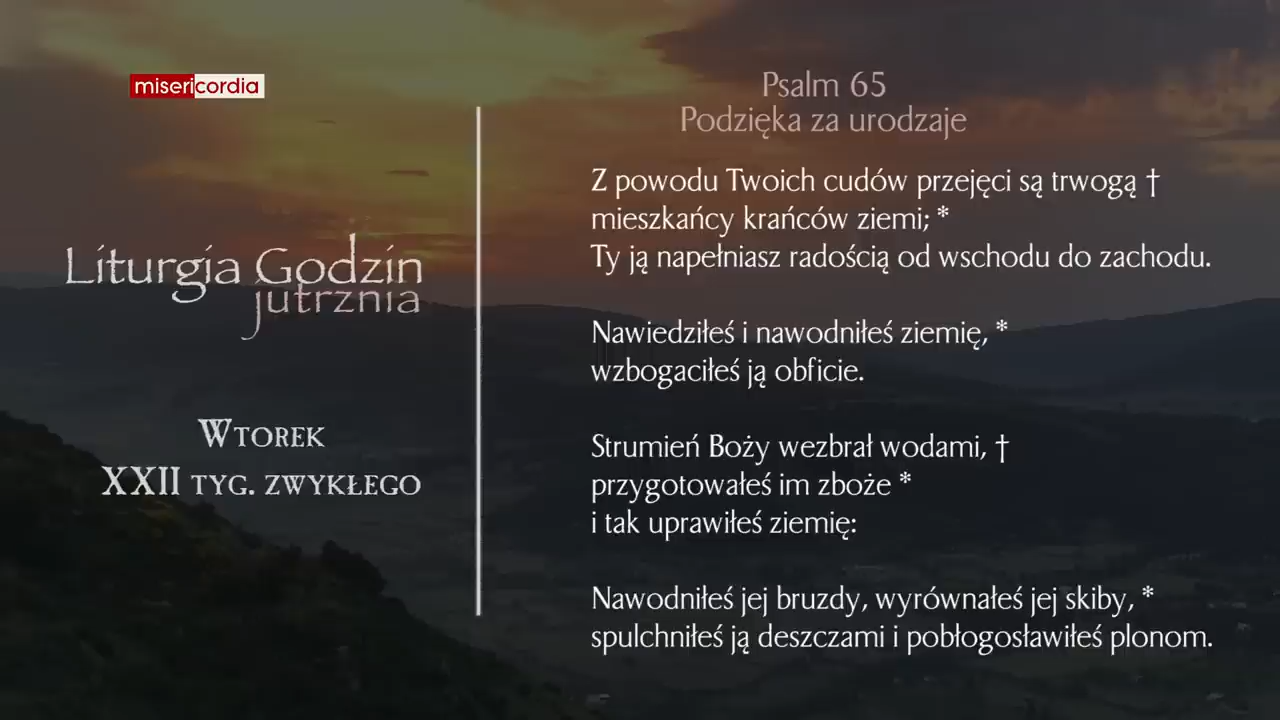 misericordia
Liturgia Godzin
jutrznia
Wtorek
XXII tyg. zwykłego
Psalm 65
Podzięka za urodzaje
Z powodu Twoich cudów przejęci są trwogą †
mieszkańcy krańców ziemi; *
Ty ją napełniasz radością od wschodu do zachodu.
Nawiedziłeś i nawodniłeś ziemię, *
wzbogaciłeś ją obficie.
Strumień Boży wezbrał wodami, †
przygotowałeś im zboże *
i tak uprawiłeś ziemię:
Nawodniłeś jej bruzdy, wyrównałeś jej skiby, *
spulchniłeś ją deszczami i pobłogosławiłeś plonom.